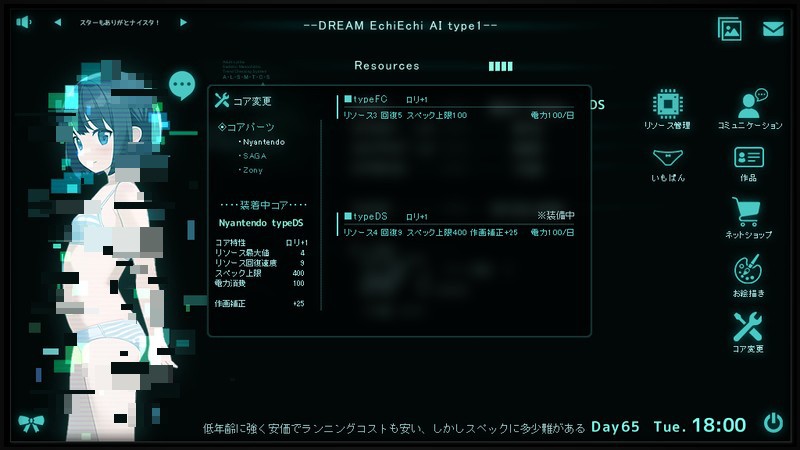 スターもありがとナイスタ！
--DREAM EchiEchi AI type1--
Resources
コア変更
◈コアパーツ
・Nyantendo
・SAGA
・Zony
････装着中コア････
Nyantendo typeDS
コア特性 ロリ+1
リソース最大値 4
リソース回復速度 9
スペック上限 400
電力消費 100
作画補正 +25
■typeFC ロリ+1
リソース3 回復5 スペック上限100 電力100/日
■typeDS ロリ+1 ※装備中
リソース4 回復9 スペック上限400 作画補正+25 電力100/日
DS
リソース管理
コミュニケーション
いもぱん
作品
ネットショップ
お絵描き
コア変更
低年齢に強く安価でランニングコストも安い、しかしスペックに多少難がある
Day65 Tue. 18:00